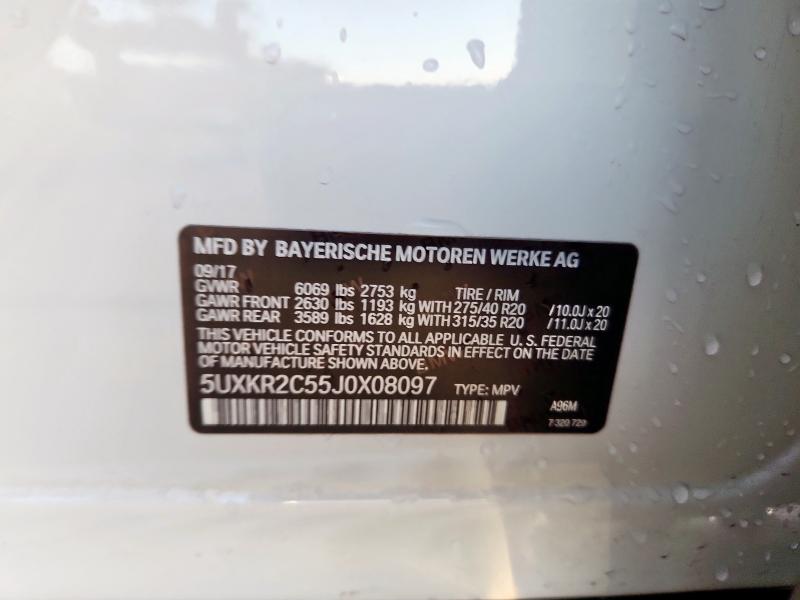 MFD BY BAYERISCHE MOTOREN WERKE AG
09/17
GVWR 6069 lbs 2753 kg TIRE / RIM
GAWR FRONT 2630 lbs 1193 kg WITH 275/40 R20 /10.0J x 20
GAWR REAR 3589 lbs 1628 kg WITH 315/35 R20 /11.0J x 20
THIS VEHICLE CONFORMS TO ALL APPLICABLE U. S. FEDERAL
MOTOR VEHICLE SAFETY STANDARDS IN EFFECT ON THE DATE
OF MANUFACTURE SHOWN ABOVE.
5UXKR2C55J0X08097 TYPE: MPV
A96M
7 320 729